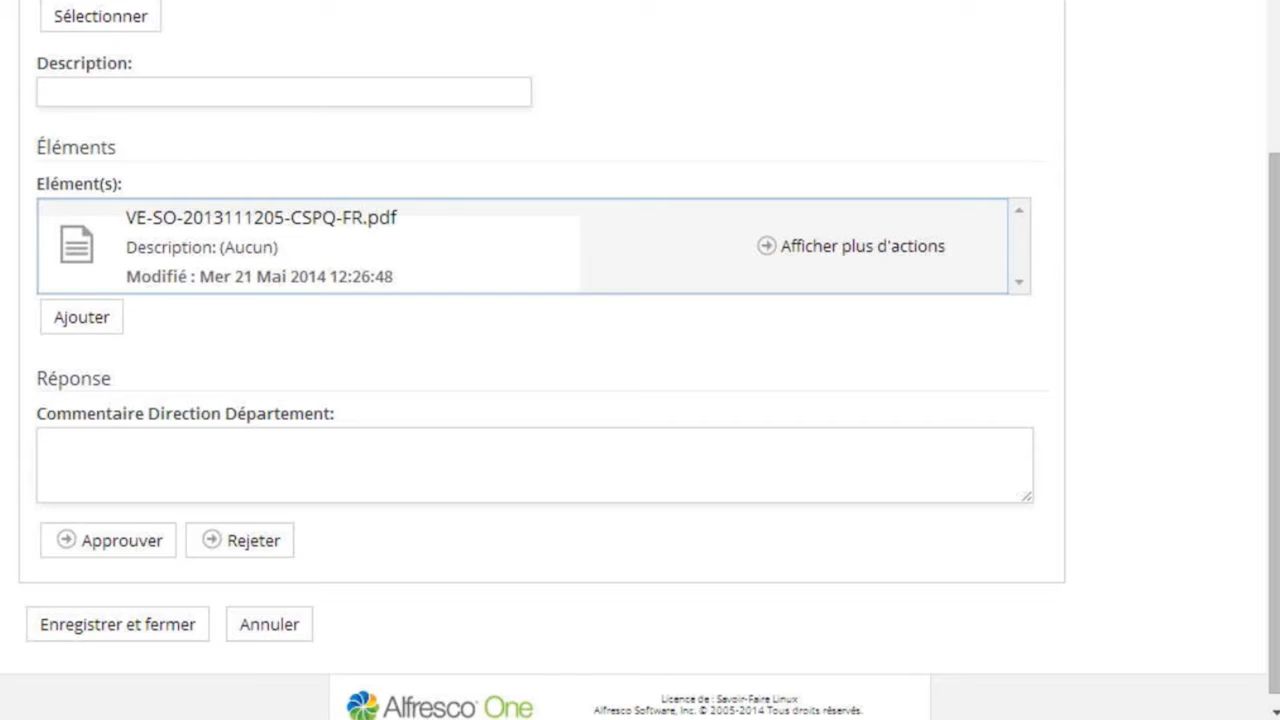 Sélectionner
Description:
Éléments
Elément(s):
VE-SO-2013111205-CSPQ-FR.pdf
Description: (Aucun)
Afficher plus d'actions
Modifié : Mer 21 Mai 2014 12:26:48
Ajouter
Réponse
Commentaire Direction Département:
Approuver Rejeter
Enregistrer et fermer Annuler
Alfresco One
Licence de : Savoir-Faire Linux
Alfresco Software, Inc. © 2005-2014 Tous droits réservés.